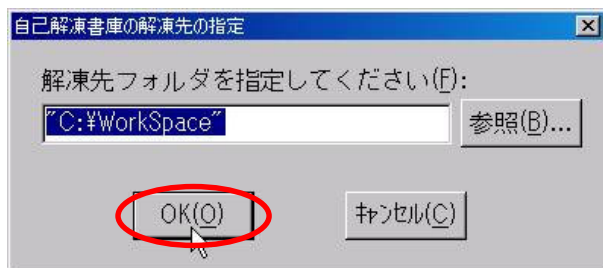 自己解凍書庫の解凍先の指定
解凍先フォルダを指定してください(F):
"C:¥WorkSpace"
参照(B)...
OK(O)
ｷｬﾝｾﾙ(C)